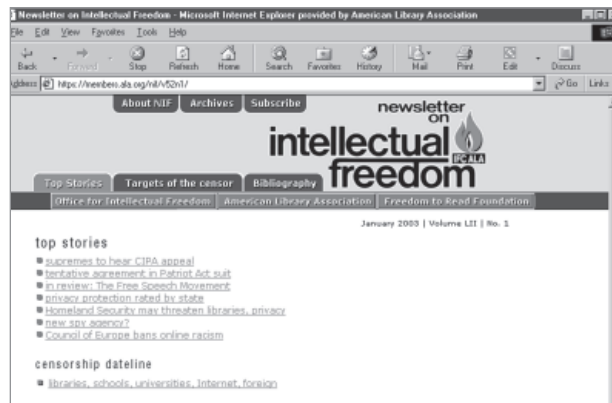 Newsletter on Intellectual Freedom - Microsoft Internet Explorer provided by American Library Association
File Edit View Favorites Tools Help
Back Forward Stop Refresh Home Search Favorites History Mail Print Edit Discuss
Address https://members.ala.org/nif/v52n1/ Go Links
About NIF Archives Subscribe
newsletter
on
intellectual
freedom
IFC ALA
Top Stories Targets of the censor Bibliography
Office for Intellectual Freedom American Library Association Freedom to Read Foundation
January 2003 | Volume LII | No. 1
top stories
supremes to hear CIPA appeal
tentative agreement in Patriot Act suit
in review: The Free Speech Movement
privacy protection rated by state
Homeland Security may threaten libraries, privacy
new spy agency?
Council of Europe bans online racism
censorship dateline
libraries, schools, universities, Internet, foreign